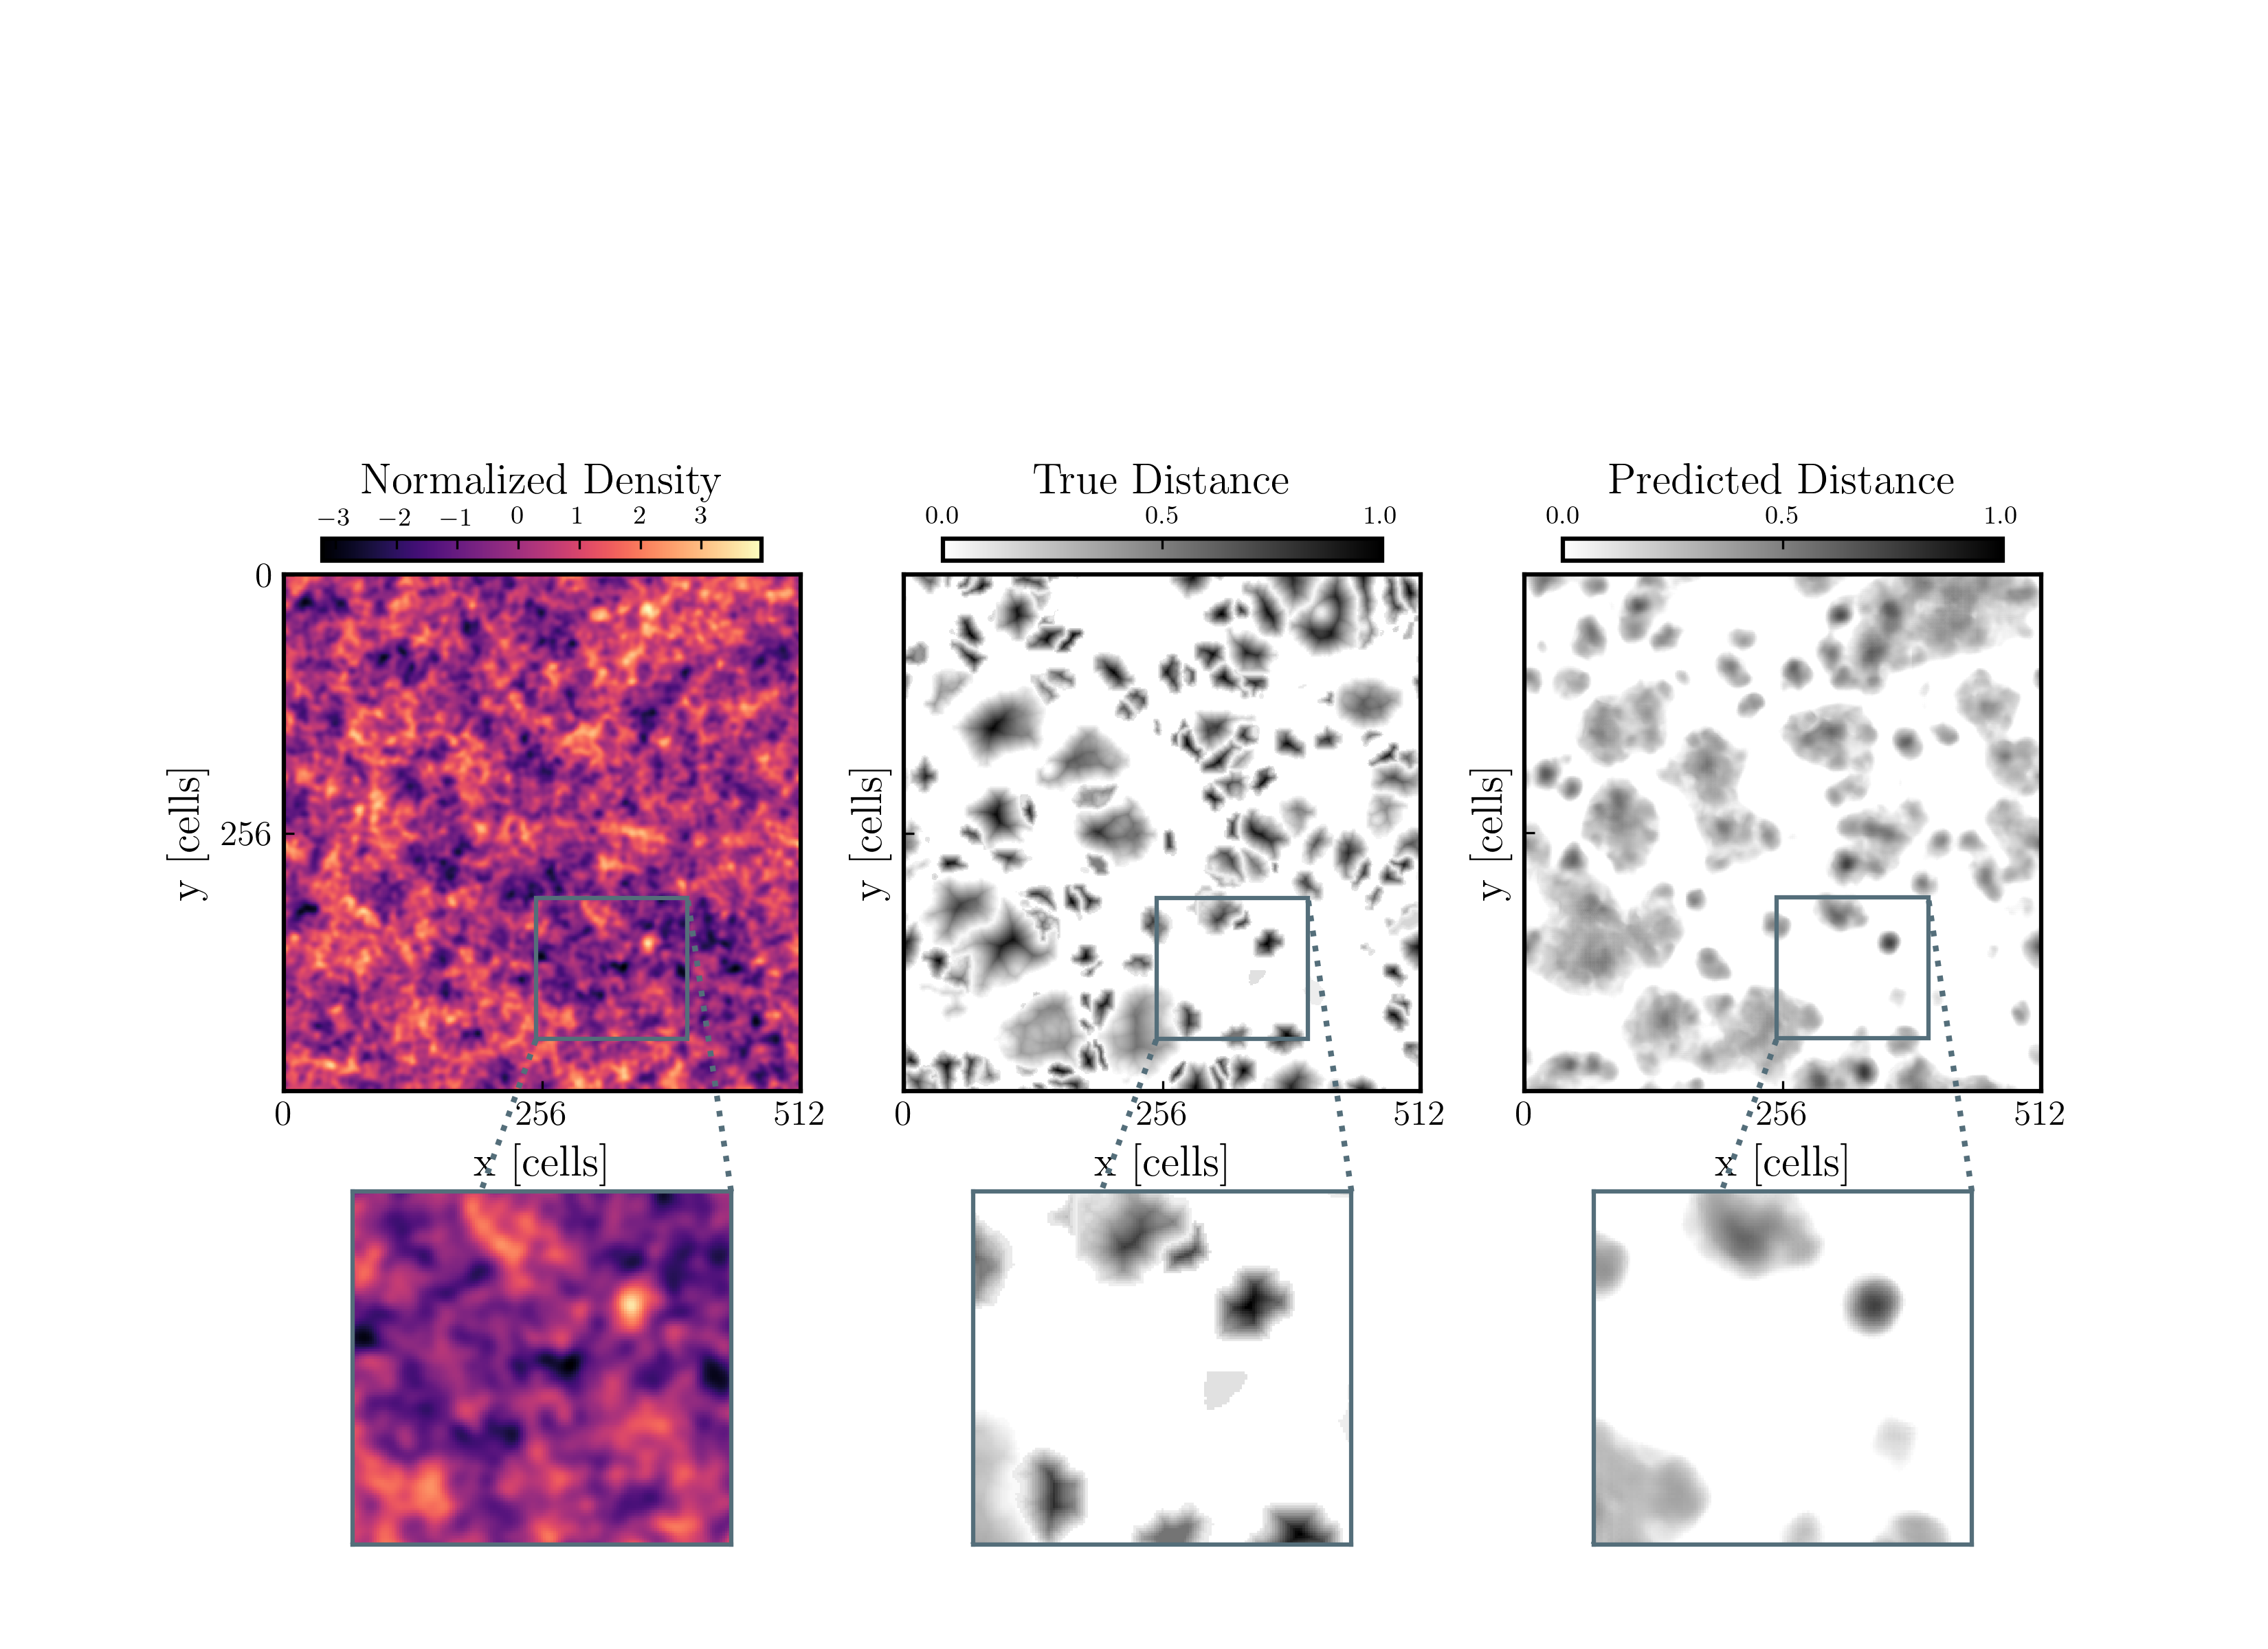 Normalized Density
−3 −2 −1 0 1 2 3
True Distance
0.0 0.5 1.0
Predicted Distance
0.0 0.5 1.0
0
256
y [cells]
0 256 512
x [cells]
y [cells]
0 256 512
x [cells]
y [cells]
0 256 512
x [cells]